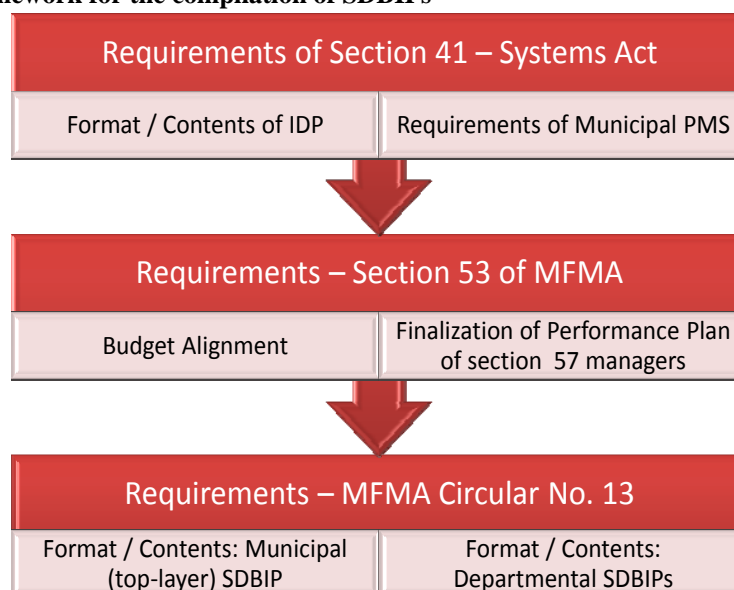 ework for the compilation of SDBIPs
Requirements of Section 41 – Systems Act
Format / Contents of IDP
Requirements of Municipal PMS
Requirements – Section 53 of MFMA
Budget Alignment
Finalization of Performance Plan
of section 57 managers
Requirements – MFMA Circular No. 13
Format / Contents: Municipal
(top-layer) SDBIP
Format / Contents:
Departmental SDBIPs